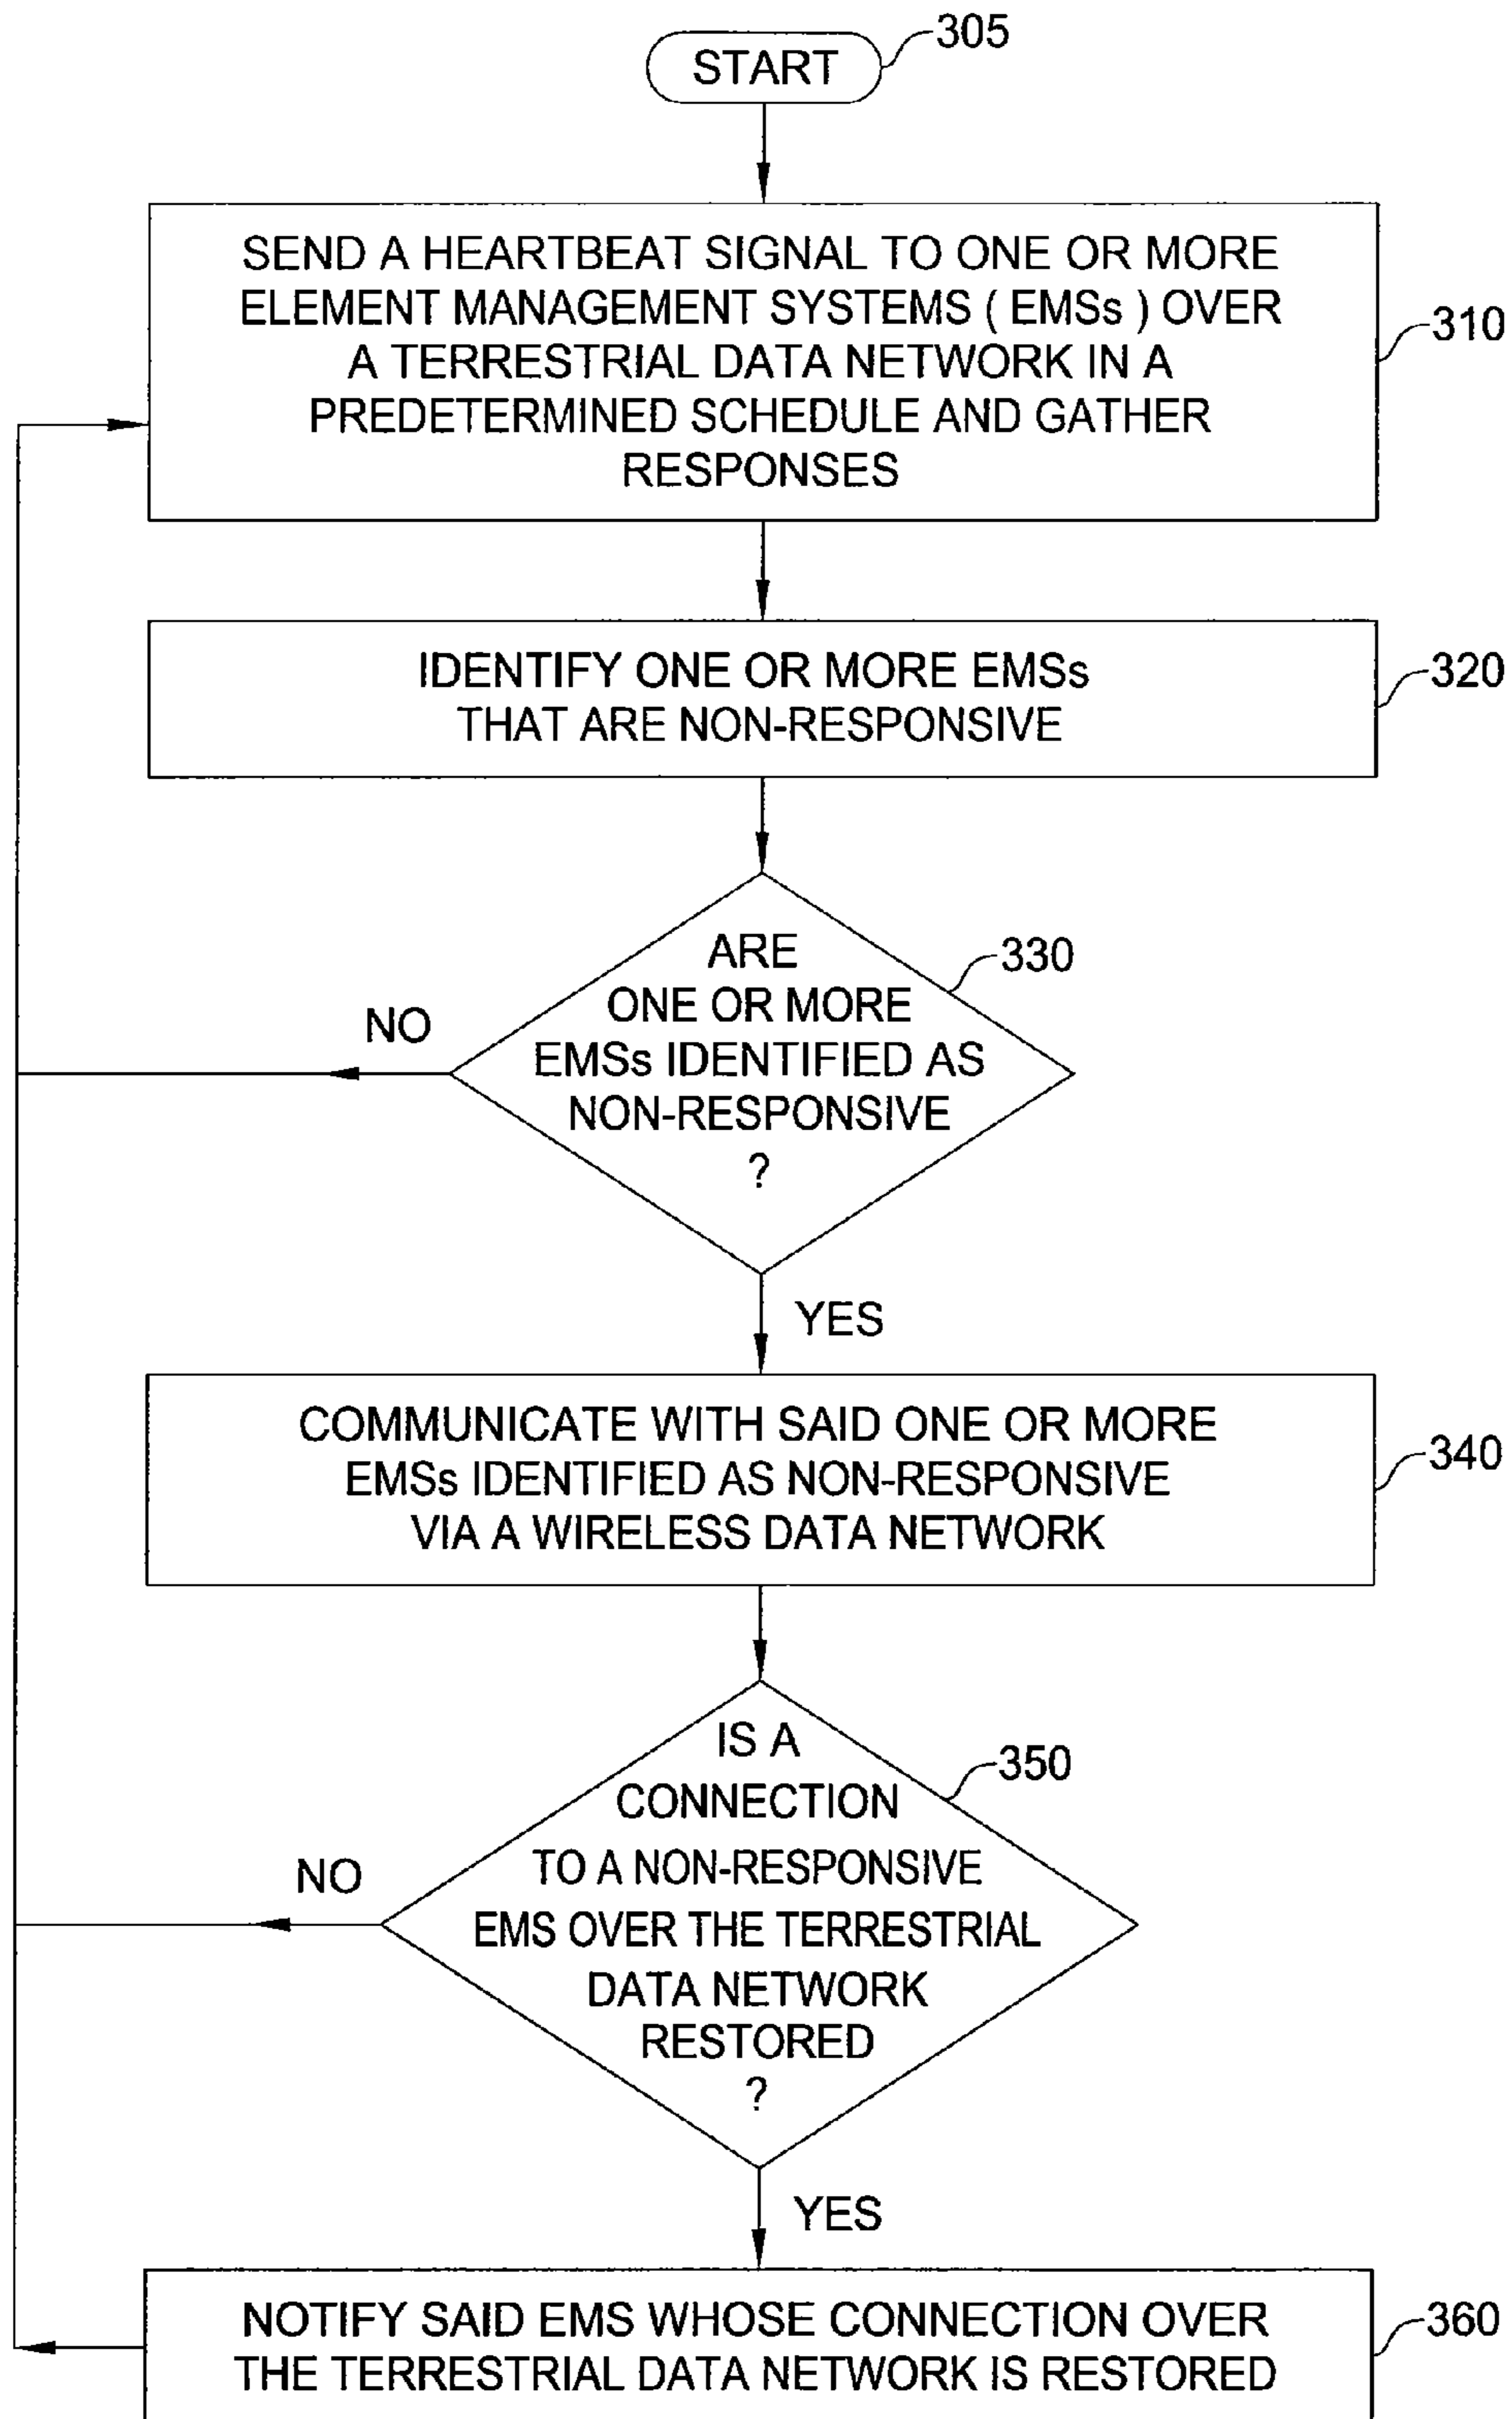 START
305
SEND A HEARTBEAT SIGNAL TO ONE OR MORE
ELEMENT MANAGEMENT SYSTEMS ( EMSs ) OVER
A TERRESTRIAL DATA NETWORK IN A
PREDETERMINED SCHEDULE AND GATHER
RESPONSES
310
IDENTIFY ONE OR MORE EMSs
THAT ARE NON-RESPONSIVE
320
ARE
ONE OR MORE
EMSs IDENTIFIED AS
NON-RESPONSIVE
?
330
NO
YES
COMMUNICATE WITH SAID ONE OR MORE
EMSs IDENTIFIED AS NON-RESPONSIVE
VIA A WIRELESS DATA NETWORK
340
IS A
CONNECTION
TO A NON-RESPONSIVE
EMS OVER THE TERRESTRIAL
DATA NETWORK
RESTORED
?
350
NO
YES
NOTIFY SAID EMS WHOSE CONNECTION OVER
THE TERRESTRIAL DATA NETWORK IS RESTORED
360